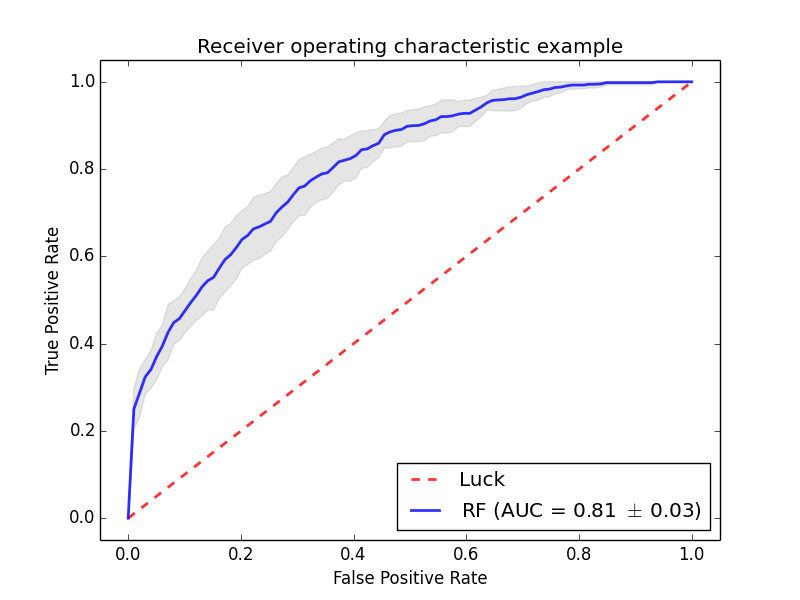 Receiver operating characteristic example
1.0
0.8
0.6
0.4
0.2
0.0
True Positive Rate
Luck
RF (AUC = 0.81 ± 0.03)
0.0 0.2 0.4 0.6 0.8 1.0
False Positive Rate